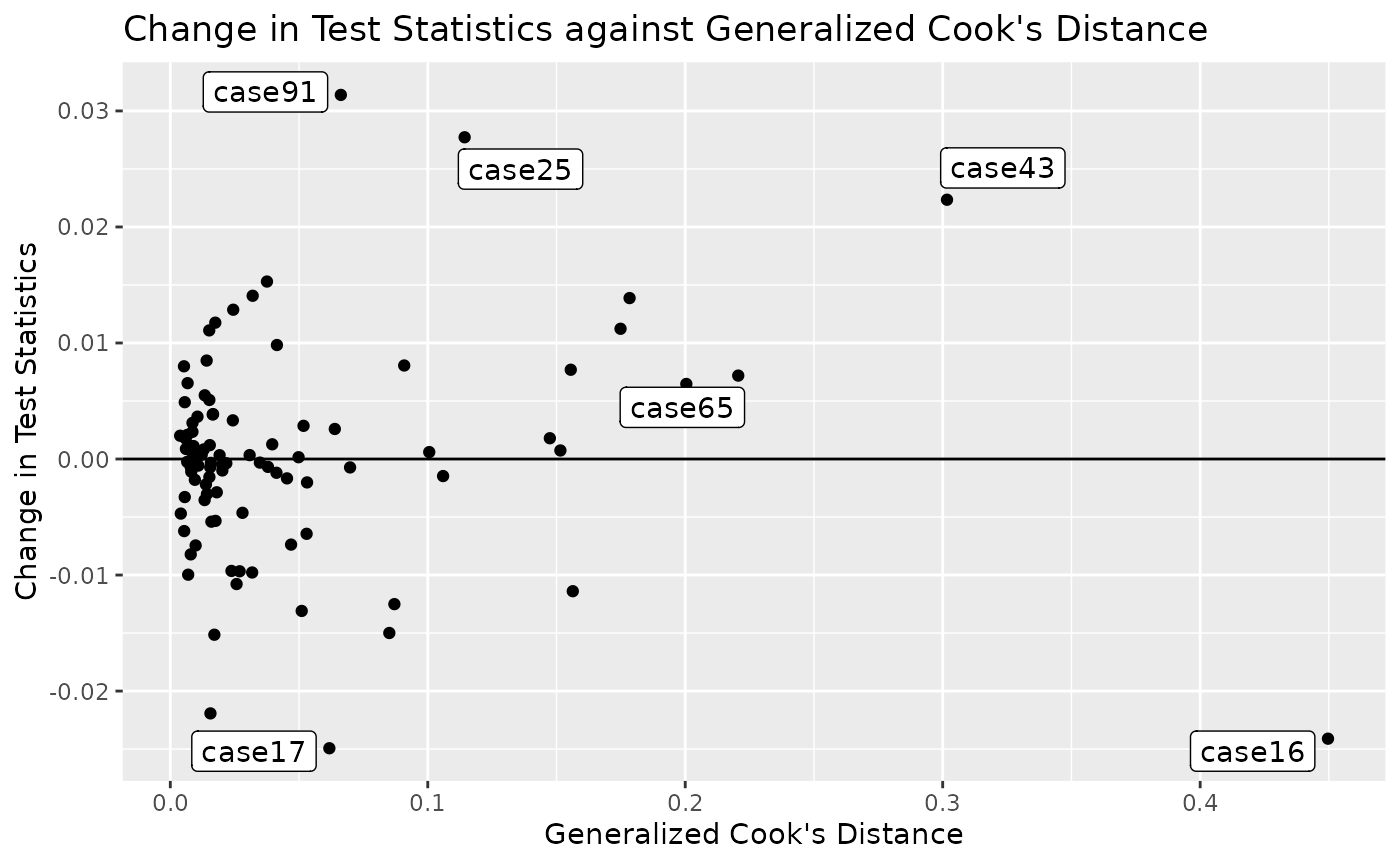 Change in Test Statistics against Generalized Cook's Distance
Change in Test Statistics
0.03
0.02
0.01
0.00
-0.01
-0.02
case91
case25
case43
case65
case17
case16
0.0
0.1
0.2
0.3
0.4
Generalized Cook's Distance